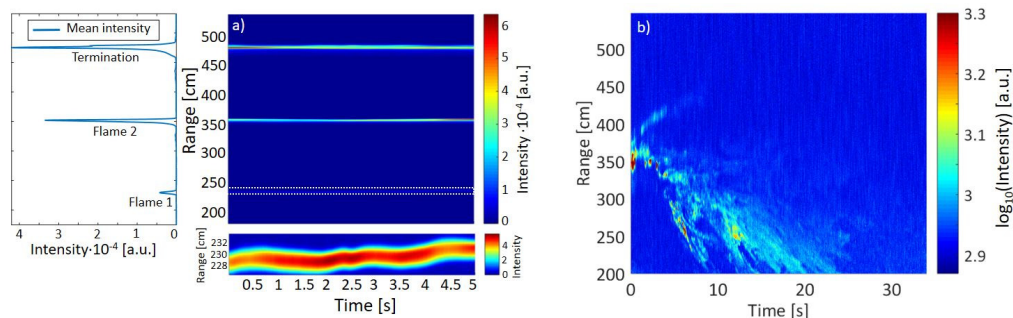 Mean intensity
Termination
Flame 2
Flame 1
4 3 2 1 0
Intensity·10⁻⁴ [a.u.]
a)
Range [cm]
500
450
400
350
300
250
200
6
5
4
3
2
1
0
Intensity ·10⁻⁴ [a.u.]
Range [cm]
232
230
228
4
2
0
Intensity
0.5 1 1.5 2 2.5 3 3.5 4 4.5 5
Time [s]
b)
Range [cm]
500
450
400
350
300
250
200
0 10 20 30
Time [s]
3.3
3.2
3.1
3
2.9
log₁₀(Intensity) [a.u.]